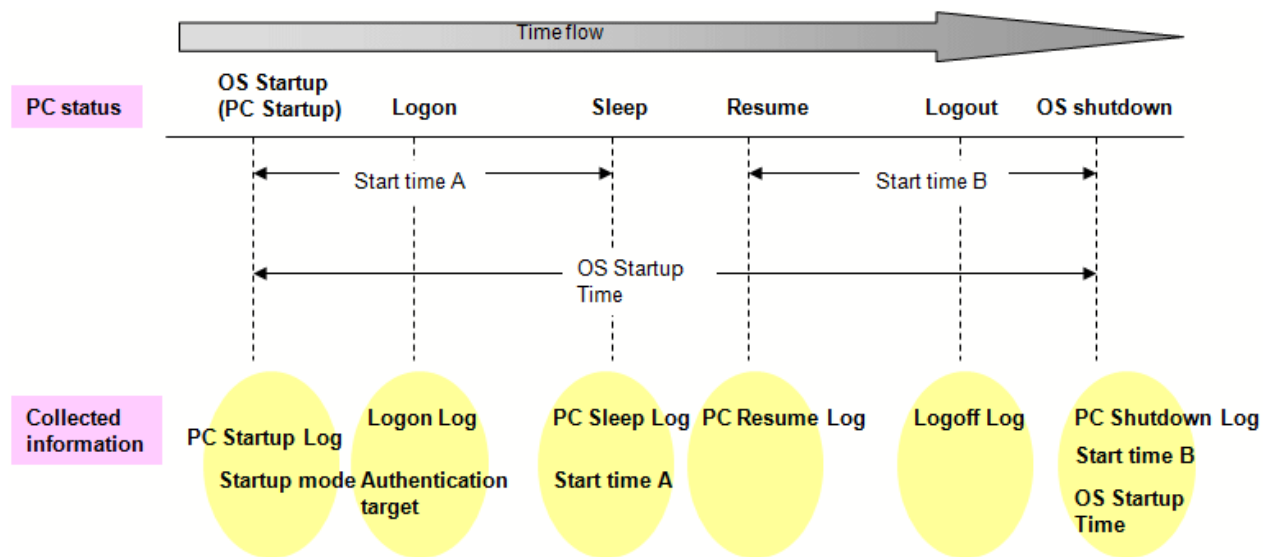 Time flow
PC status
OS Startup
(PC Startup)
Logon
Sleep
Resume
Logout
OS shutdown
Start time A
Start time B
OS Startup
Time
Collected
information
PC Startup Log
Startup mode
Logon Log
Authentication
target
PC Sleep Log
Start time A
PC Resume Log
Logoff Log
PC Shutdown Log
Start time B
OS Startup
Time